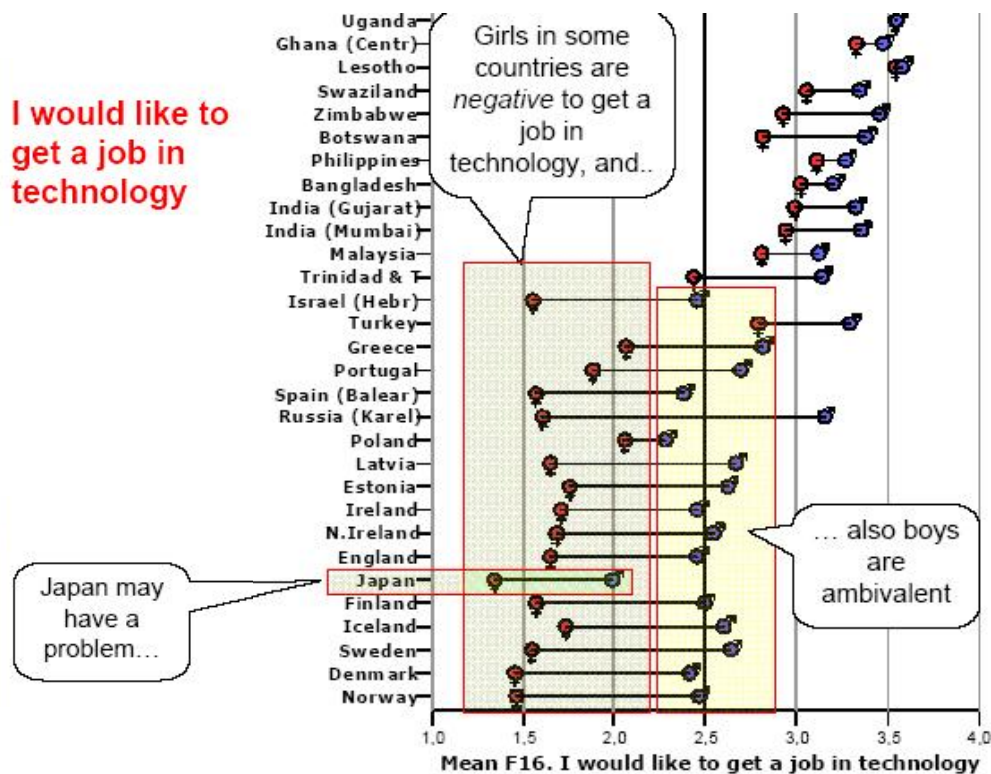 I would like to
get a job in
technology
Girls in some
countries are
negative to get a
job in
technology, and..
Uganda
Ghana (Centr)
Lesotho
Swaziland
Zimbabwe
Botswana
Philippines
Bangladesh
India (Gujarat)
India (Mumbai)
Malaysia
Trinidad & T
Israel (Hebr)
Turkey
Greece
Portugal
Spain (Balear)
Russia (Karel)
Poland
Latvia
Estonia
Ireland
N.Ireland
England
Japan
Finland
Iceland
Sweden
Denmark
Norway
… also boys
are
ambivalent
Japan may
have a
problem…
1,0 1,5 2,0 2,5 3,0 3,5 4,0
Mean F16. I would like to get a job in technology